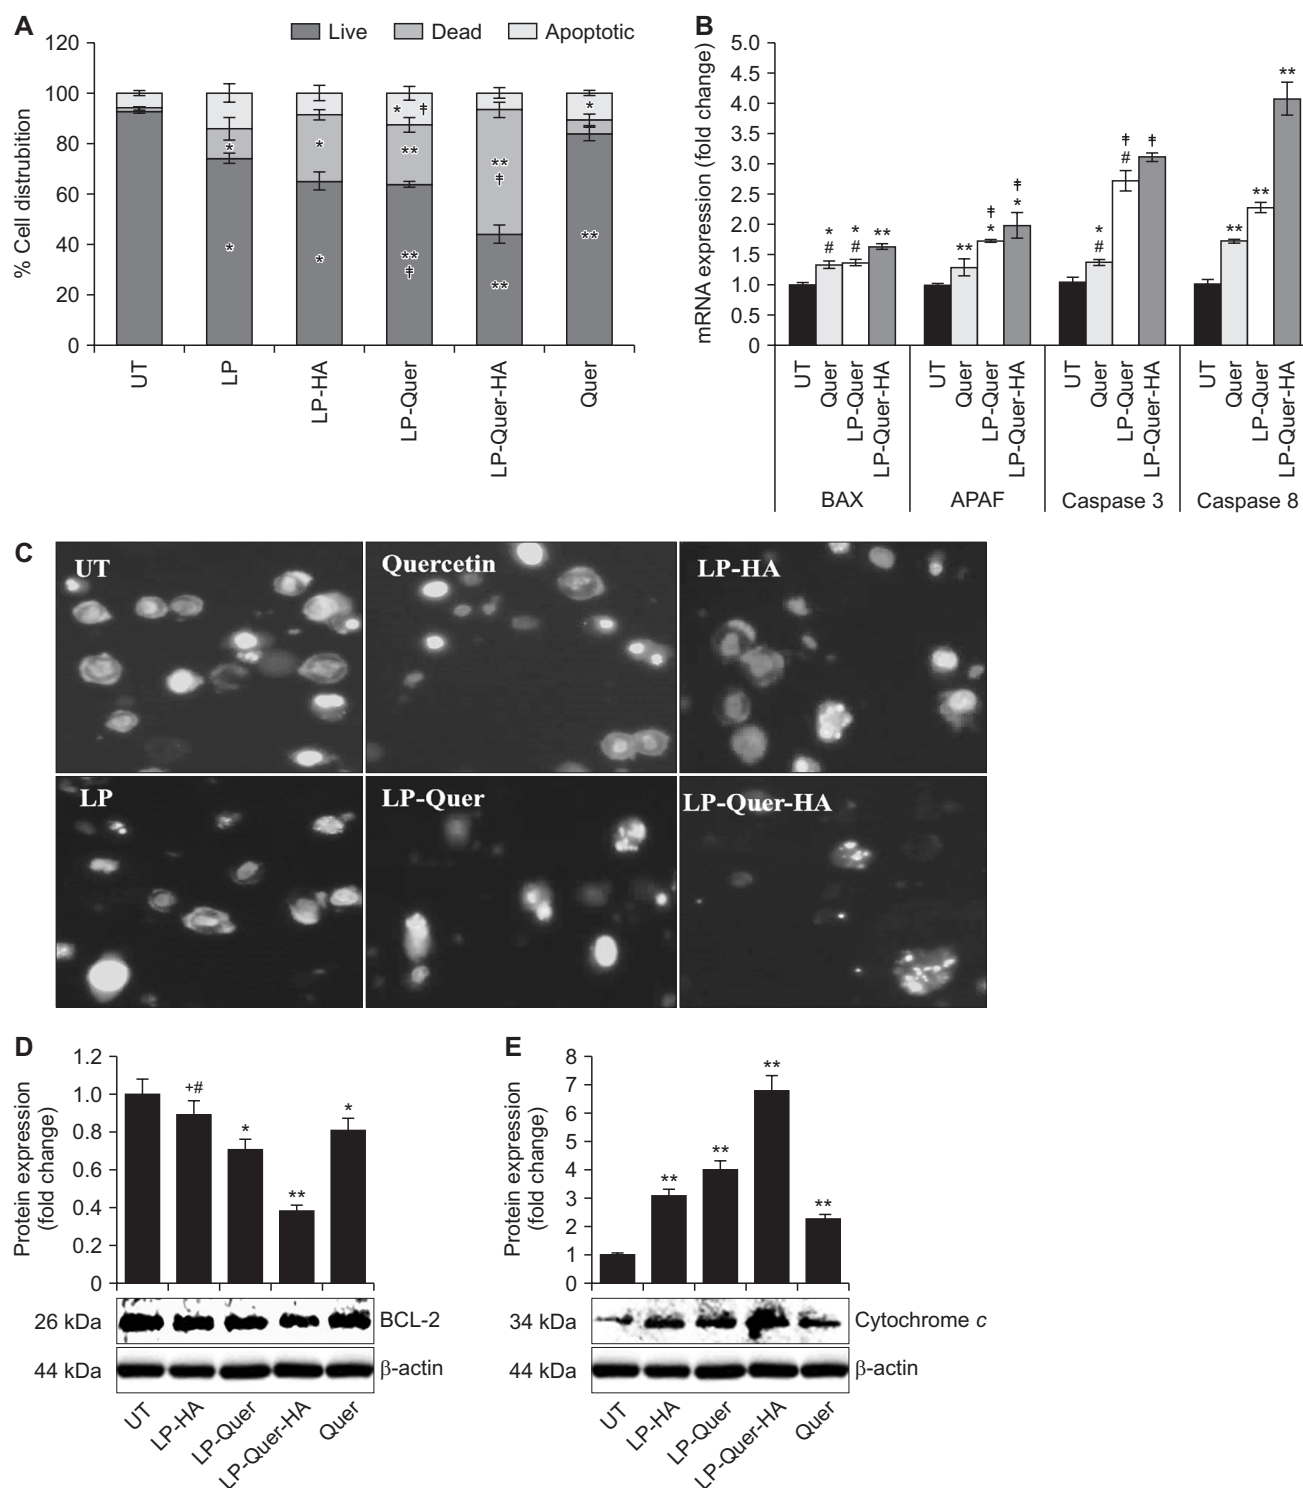 A
Live Dead Apoptotic
% Cell distrubition
120
100
80
60
40
20
0
* * * * ** ‡ ** * ‡ ** ** ‡ ** *
UT LP LP-HA LP-Quer LP-Quer-HA Quer
B
mRNA expression (fold change)
5.0
4.5
4.0
3.5
3.0
2.5
2.0
1.5
1.0
0.5
0
* # * # ** ** ‡ * ‡ * * # ‡ # ‡ ** ** **
UT Quer LP-Quer LP-Quer-HA UT Quer LP-Quer LP-Quer-HA UT Quer LP-Quer LP-Quer-HA UT Quer LP-Quer LP-Quer-HA
BAX APAF Caspase 3 Caspase 8
C
UT Quercetin LP-HA
LP LP-Quer LP-Quer-HA
D
Protein expression
(fold change)
1.2
1.0
0.8
0.6
0.4
0.2
0
+# * ** *
26 kDa BCL-2
44 kDa β-actin
UT LP-HA LP-Quer LP-Quer-HA Quer
E
Protein expression
(fold change)
8
7
6
5
4
3
2
1
0
** ** ** **
34 kDa Cytochrome c
44 kDa β-actin
UT LP-HA LP-Quer LP-Quer-HA Quer